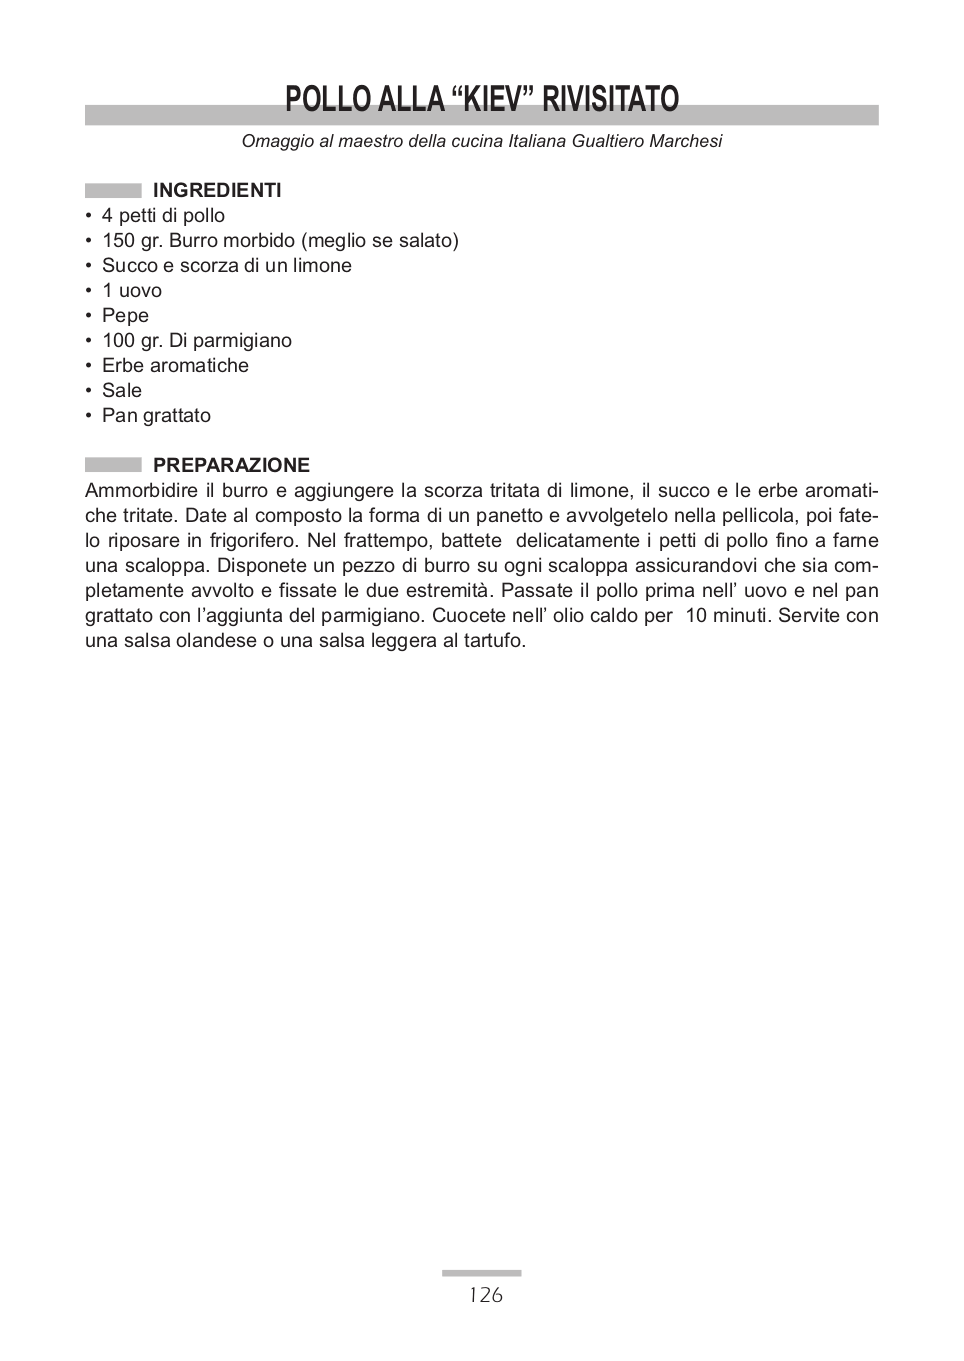 POLLO ALLA “KIEV” RIVISITATO
Omaggio al maestro della cucina Italiana Gualtiero Marchesi
INGREDIENTI
• 4 petti di pollo
• 150 gr. Burro morbido (meglio se salato)
• Succo e scorza di un limone
• 1 uovo
• Pepe
• 100 gr. Di parmigiano
• Erbe aromatiche
• Sale
• Pan grattato
PREPARAZIONE
Ammorbidire il burro e aggiungere la scorza tritata di limone, il succo e le erbe aromati-
che tritate. Date al composto la forma di un panetto e avvolgetelo nella pellicola, poi fate-
lo riposare in frigorifero. Nel frattempo, battete  delicatamente i petti di pollo fino a farne
una scaloppa. Disponete un pezzo di burro su ogni scaloppa assicurandovi che sia com-
pletamente avvolto e fissate le due estremità. Passate il pollo prima nell’ uovo e nel pan
grattato con l’aggiunta del parmigiano. Cuocete nell’ olio caldo per  10 minuti. Servite con
una salsa olandese o una salsa leggera al tartufo.
126